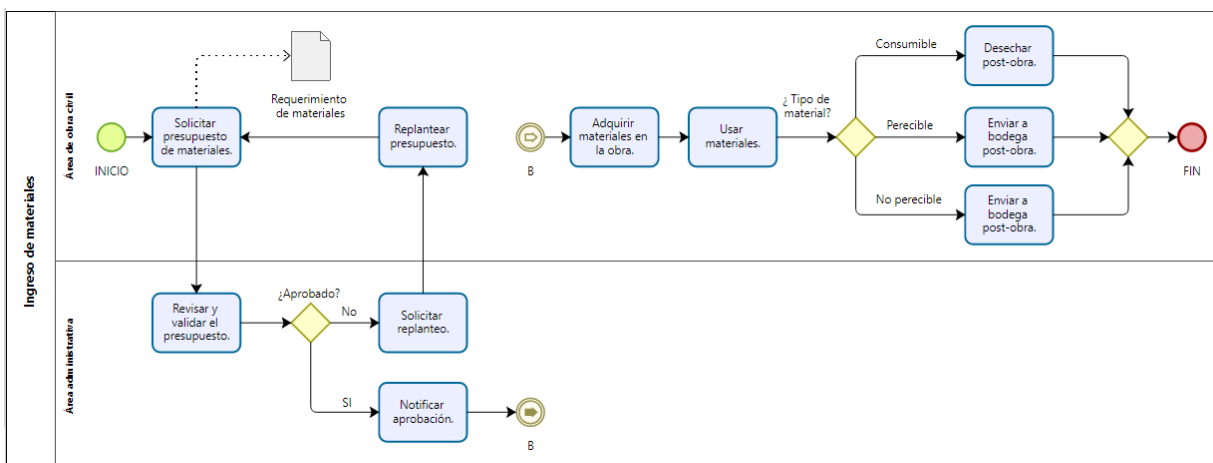 Ingreso de materiales
Área de obra civil
INICIO
Solicitar
presupuesto
de materiales.
Requerimiento
de materiales
Replantear
presupuesto.
B
Adquirir
materiales en
la obra.
Usar
materiales.
¿ Tipo de
material?
Consumible
Desechar
post-obra.
Perecible
Enviar a
bodega
post-obra.
No perecible
Enviar a
bodega
post-obra.
FIN
Área administrativa
Revisar y
validar el
presupuesto.
¿Aprobado?
No
Solicitar
replanteo.
SI
Notificar
aprobación.
B